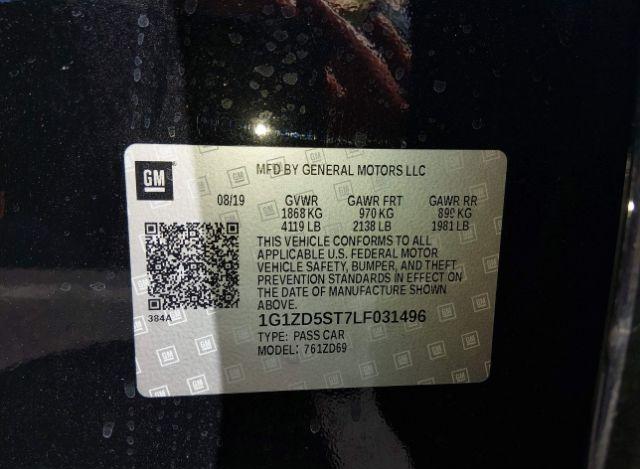 GM
MFD BY GENERAL MOTORS LLC
08/19 GVWR GAWR FRT GAWR RR
1868 KG 970 KG 899 KG
4119 LB 2138 LB 1981 LB
THIS VEHICLE CONFORMS TO ALL
APPLICABLE U.S. FEDERAL MOTOR
VEHICLE SAFETY, BUMPER, AND THEFT
PREVENTION STANDARDS IN EFFECT ON
THE DATE OF MANUFACTURE SHOWN
ABOVE.
384A
1G1ZD5ST7LF031496
TYPE: PASS CAR
MODEL: 761ZD69